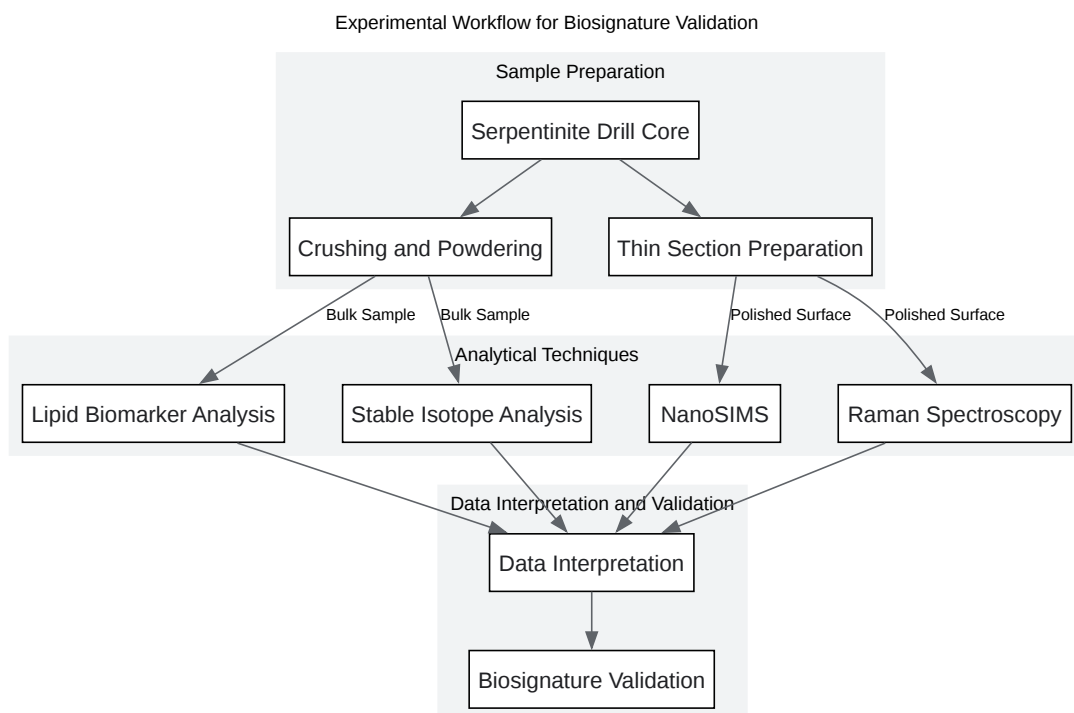 Experimental Workflow for Biosignature Validation
Sample Preparation
Serpentinite Drill Core
Crushing and Powdering
Thin Section Preparation
Bulk Sample
Bulk Sample
Polished Surface
Polished Surface
Analytical Techniques
Lipid Biomarker Analysis
Stable Isotope Analysis
NanoSIMS
Raman Spectroscopy
Data Interpretation and Validation
Data Interpretation
Biosignature Validation